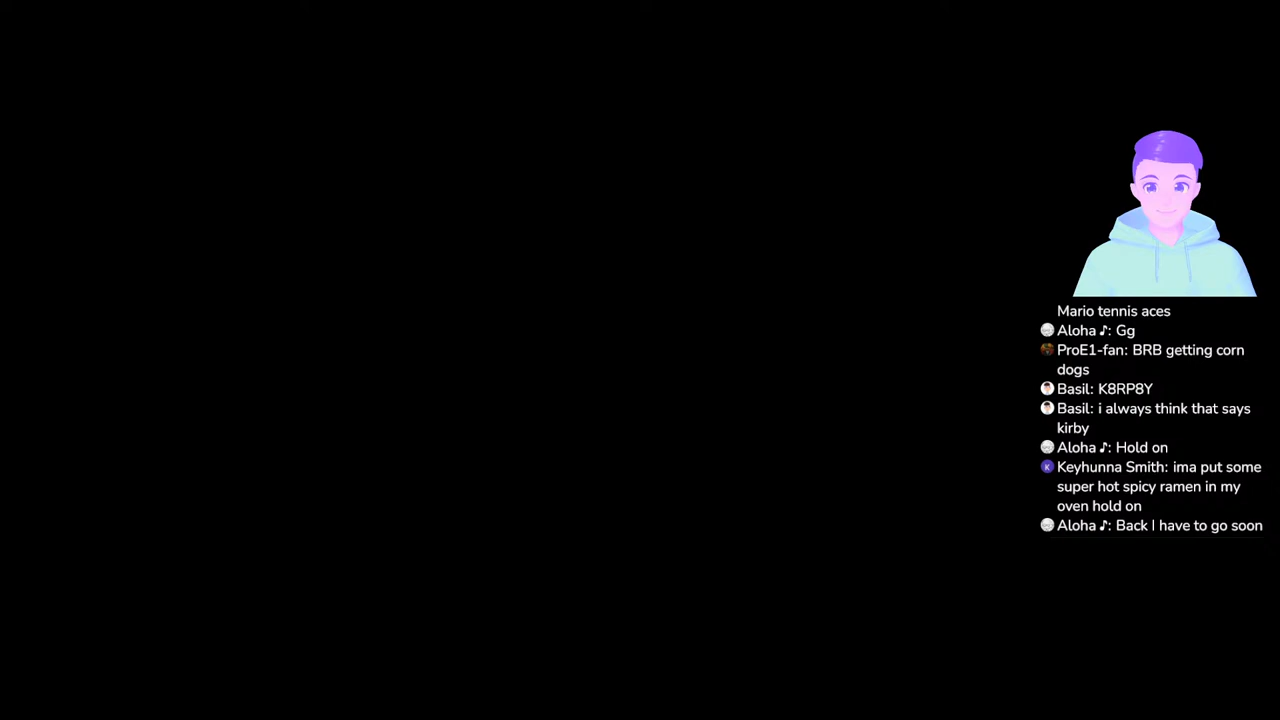 Mario tennis aces
Aloha ♪: Gg
ProE1-fan: BRB getting corn
dogs
Basil: K8RP8Y
Basil: i always think that says
kirby
Aloha ♪: Hold on
K
Keyhunna Smith: ima put some
super hot spicy ramen in my
oven hold on
Aloha ♪: Back I have to go soon